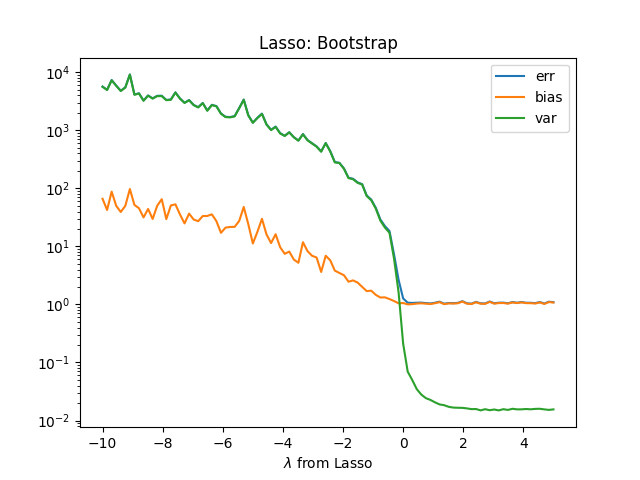 Lasso: Bootstrap
err
bias
var
10⁴
10³
10²
10¹
10⁰
10⁻¹
10⁻²
−10 −8 −6 −4 −2 0 2 4
λ from Lasso